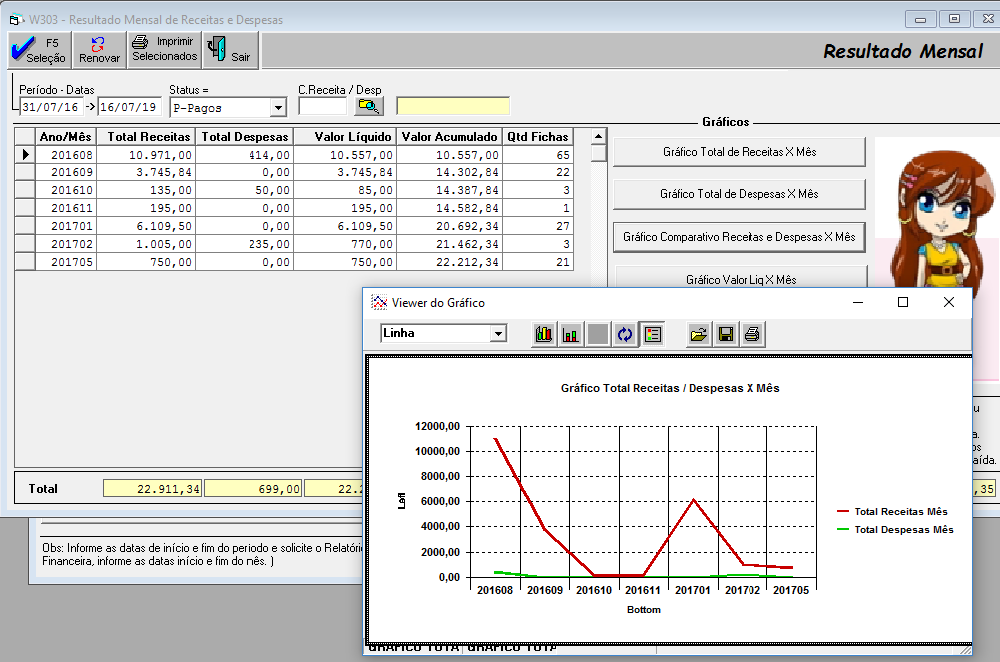 W303 - Resultado Mensal de Receitas e Despesas
F5
Seleção
Renovar
Imprimir
Selecionados
Sair
Resultado Mensal
Período - Datas
Status =
C.Receita / Desp
31/07/16 -> 16/07/19
P-Pagos
Ano/Mês Total Receitas Total Despesas Valor Líquido Valor Acumulado Qtd Fichas
201608 10.971,00 414,00 10.557,00 10.557,00 65
201609 3.745,84 0,00 3.745,84 14.302,84 22
201610 135,00 50,00 85,00 14.387,84 3
201611 195,00 0,00 195,00 14.582,84 1
201701 6.109,50 0,00 6.109,50 20.692,34 27
201702 1.005,00 235,00 770,00 21.462,34 3
201705 750,00 0,00 750,00 22.212,34 21
Gráficos
Gráfico Total de Receitas X Mês
Gráfico Total de Despesas X Mês
Gráfico Comparativo Receitas e Despesas X Mês
Gráfico Valor Liq X Mês
Total 22.911,34 699,00 22.2
,35
u
a.
os
aída.
Obs: Informe as datas de início e fim do período e solicite o Relatóri
Financeira, informe as datas início e fim do mês. )
Viewer do Gráfico
Linha
Gráfico Total Receitas / Despesas X Mês
12000,00
10000,00
8000,00
6000,00
4000,00
2000,00
0,00
Left
201608 201609 201610 201611 201701 201702 201705
Bottom
Total Receitas Mês
Total Despesas Mês
GRAFICO TOTA GRAFICO TOTA